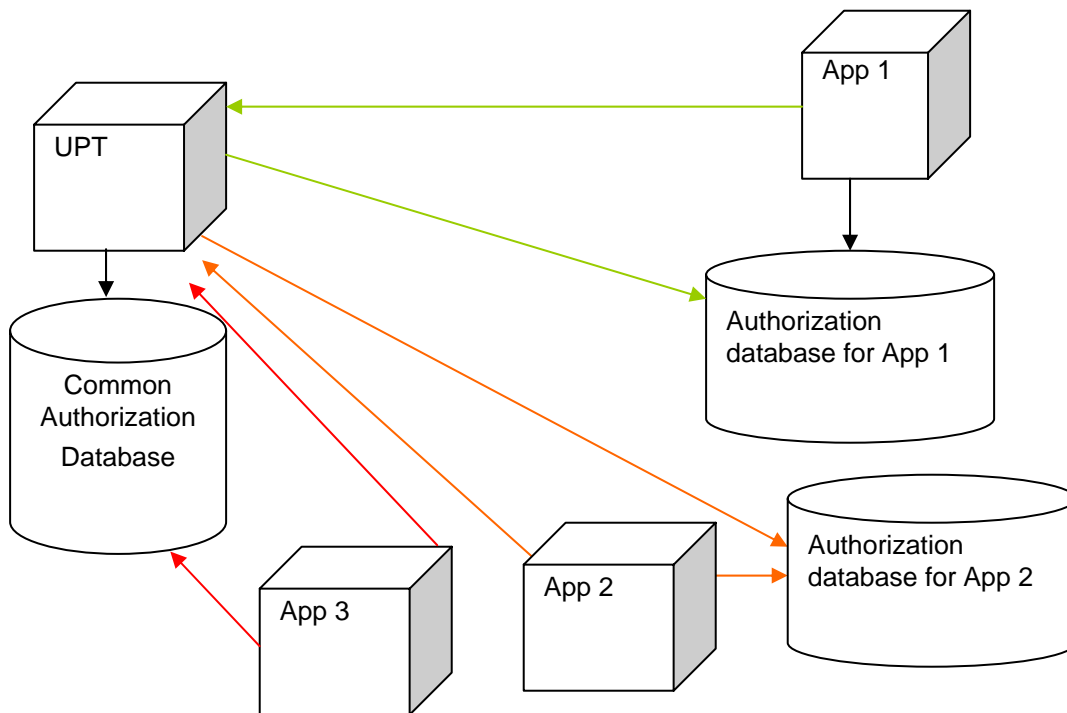 App 1
UPT
Authorization
database for App 1
Common
Authorization
Database
Authorization
database for App 2
App 2
App 3